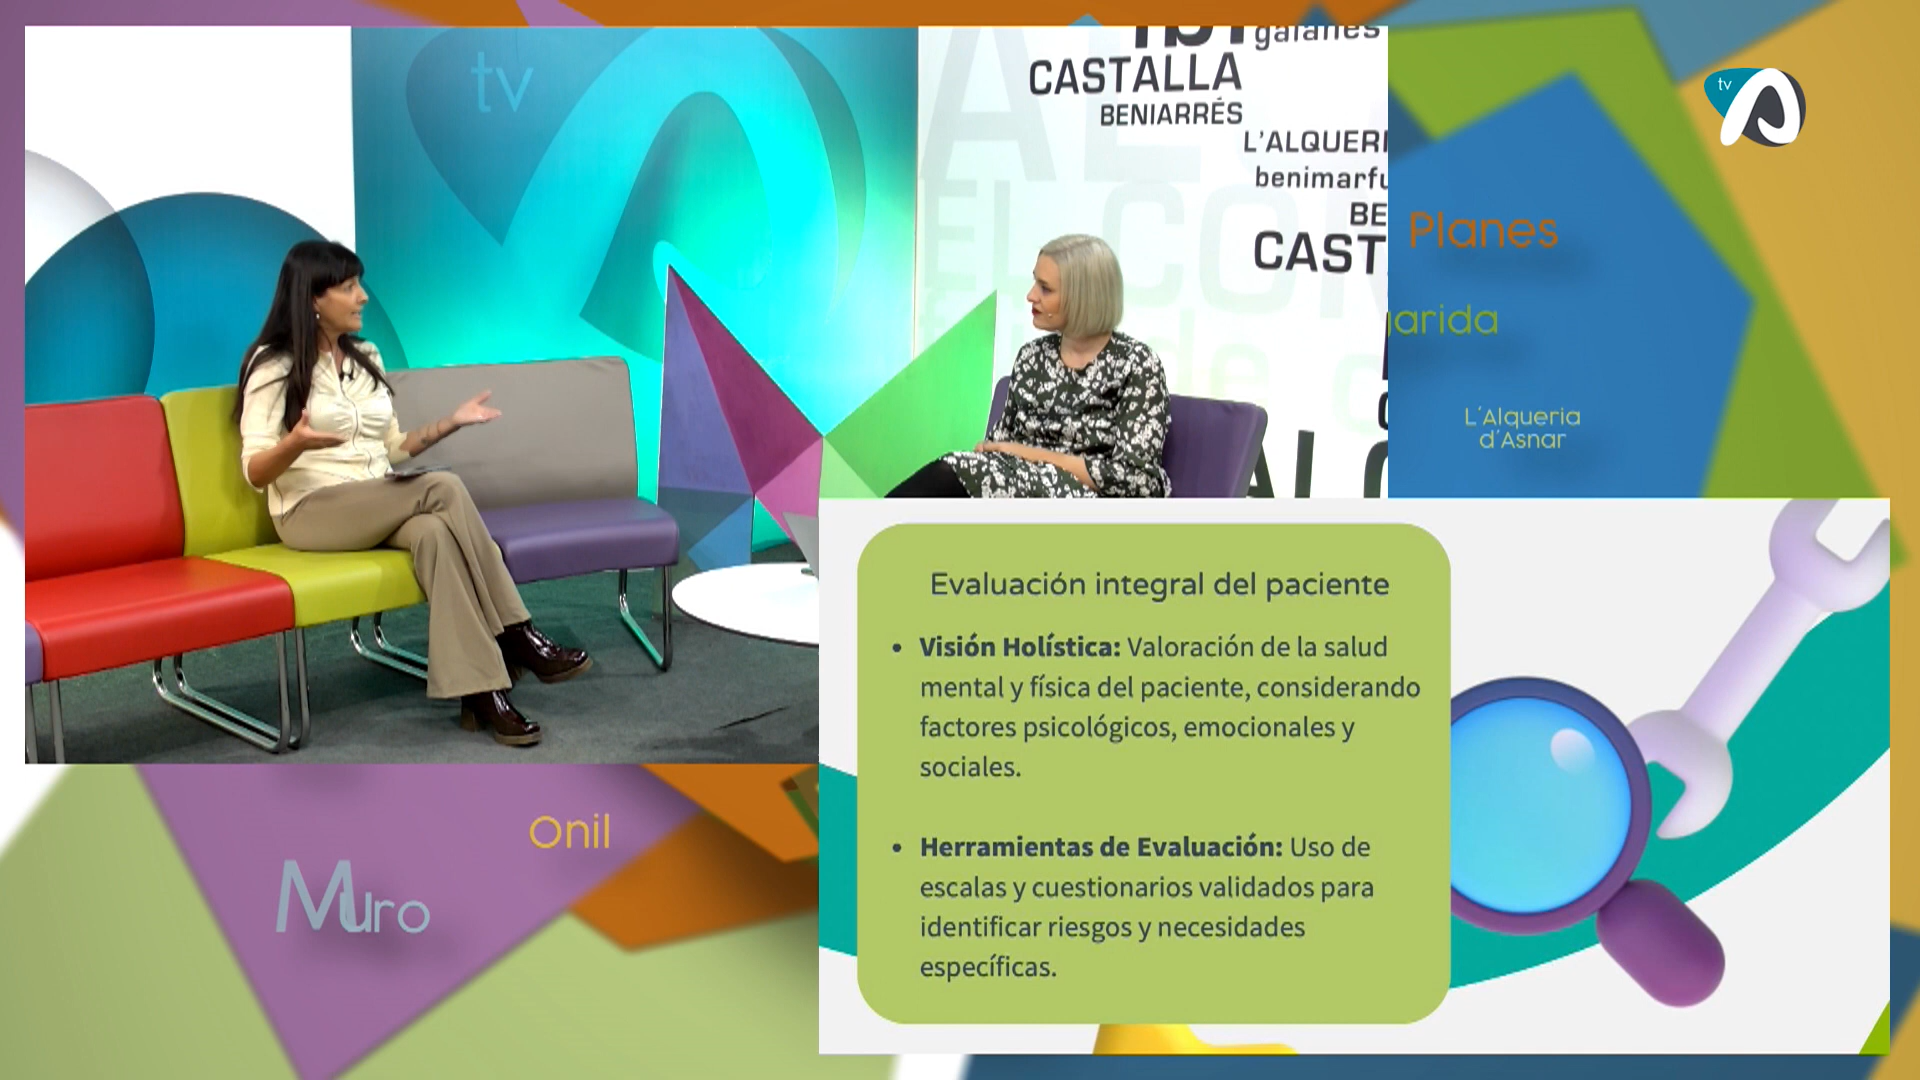 tv
galanes
CASTALLA
BENIARRÉS
L'ALQUERI
benimarfu
BE
CAST
tv
Planes
garida
L'Alqueria
d'Asnar
Evaluación integral del paciente
• Visión Holística: Valoración de la salud
mental y física del paciente, considerando
factores psicológicos, emocionales y
sociales.
• Herramientas de Evaluación: Uso de
escalas y cuestionarios validados para
identificar riesgos y necesidades
específicas.
Onil
Muro